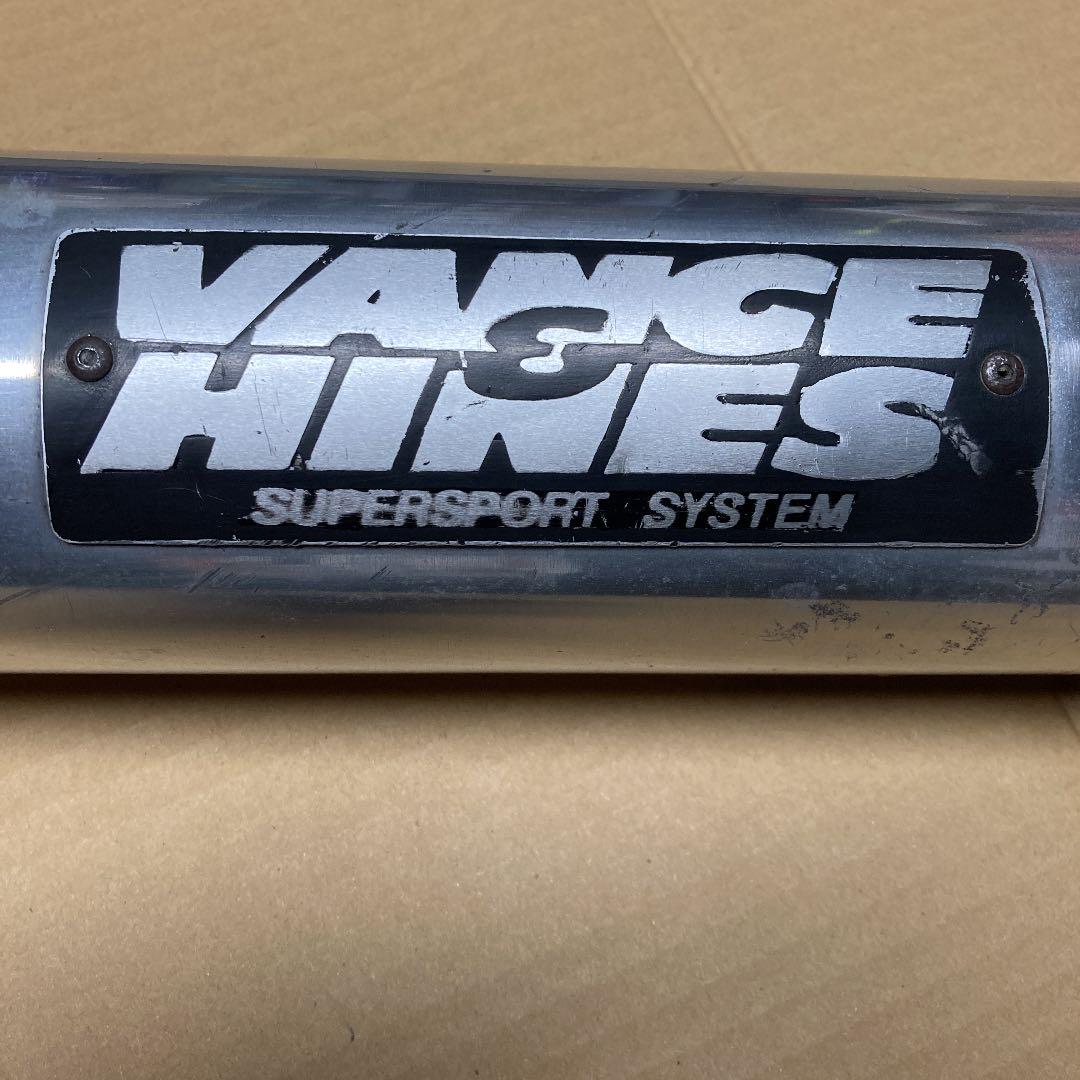 VANCE
&
HINES
SUPERSPORT SYSTEM